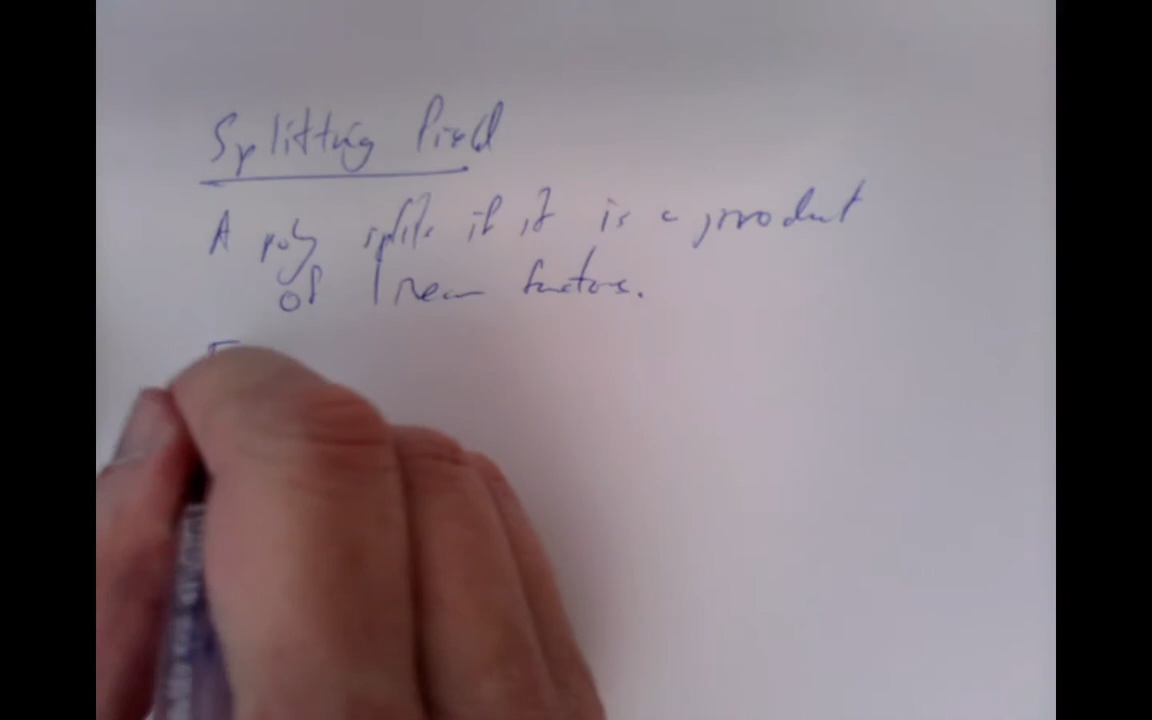 Splitting field
A poly splits if it is a product
of linear factors.